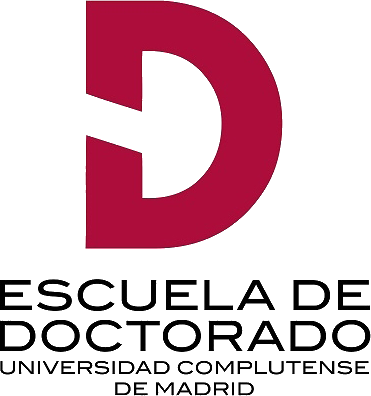 D
ESCUELA DE
DOCTORADO
UNIVERSIDAD COMPLUTENSE
DE MADRID